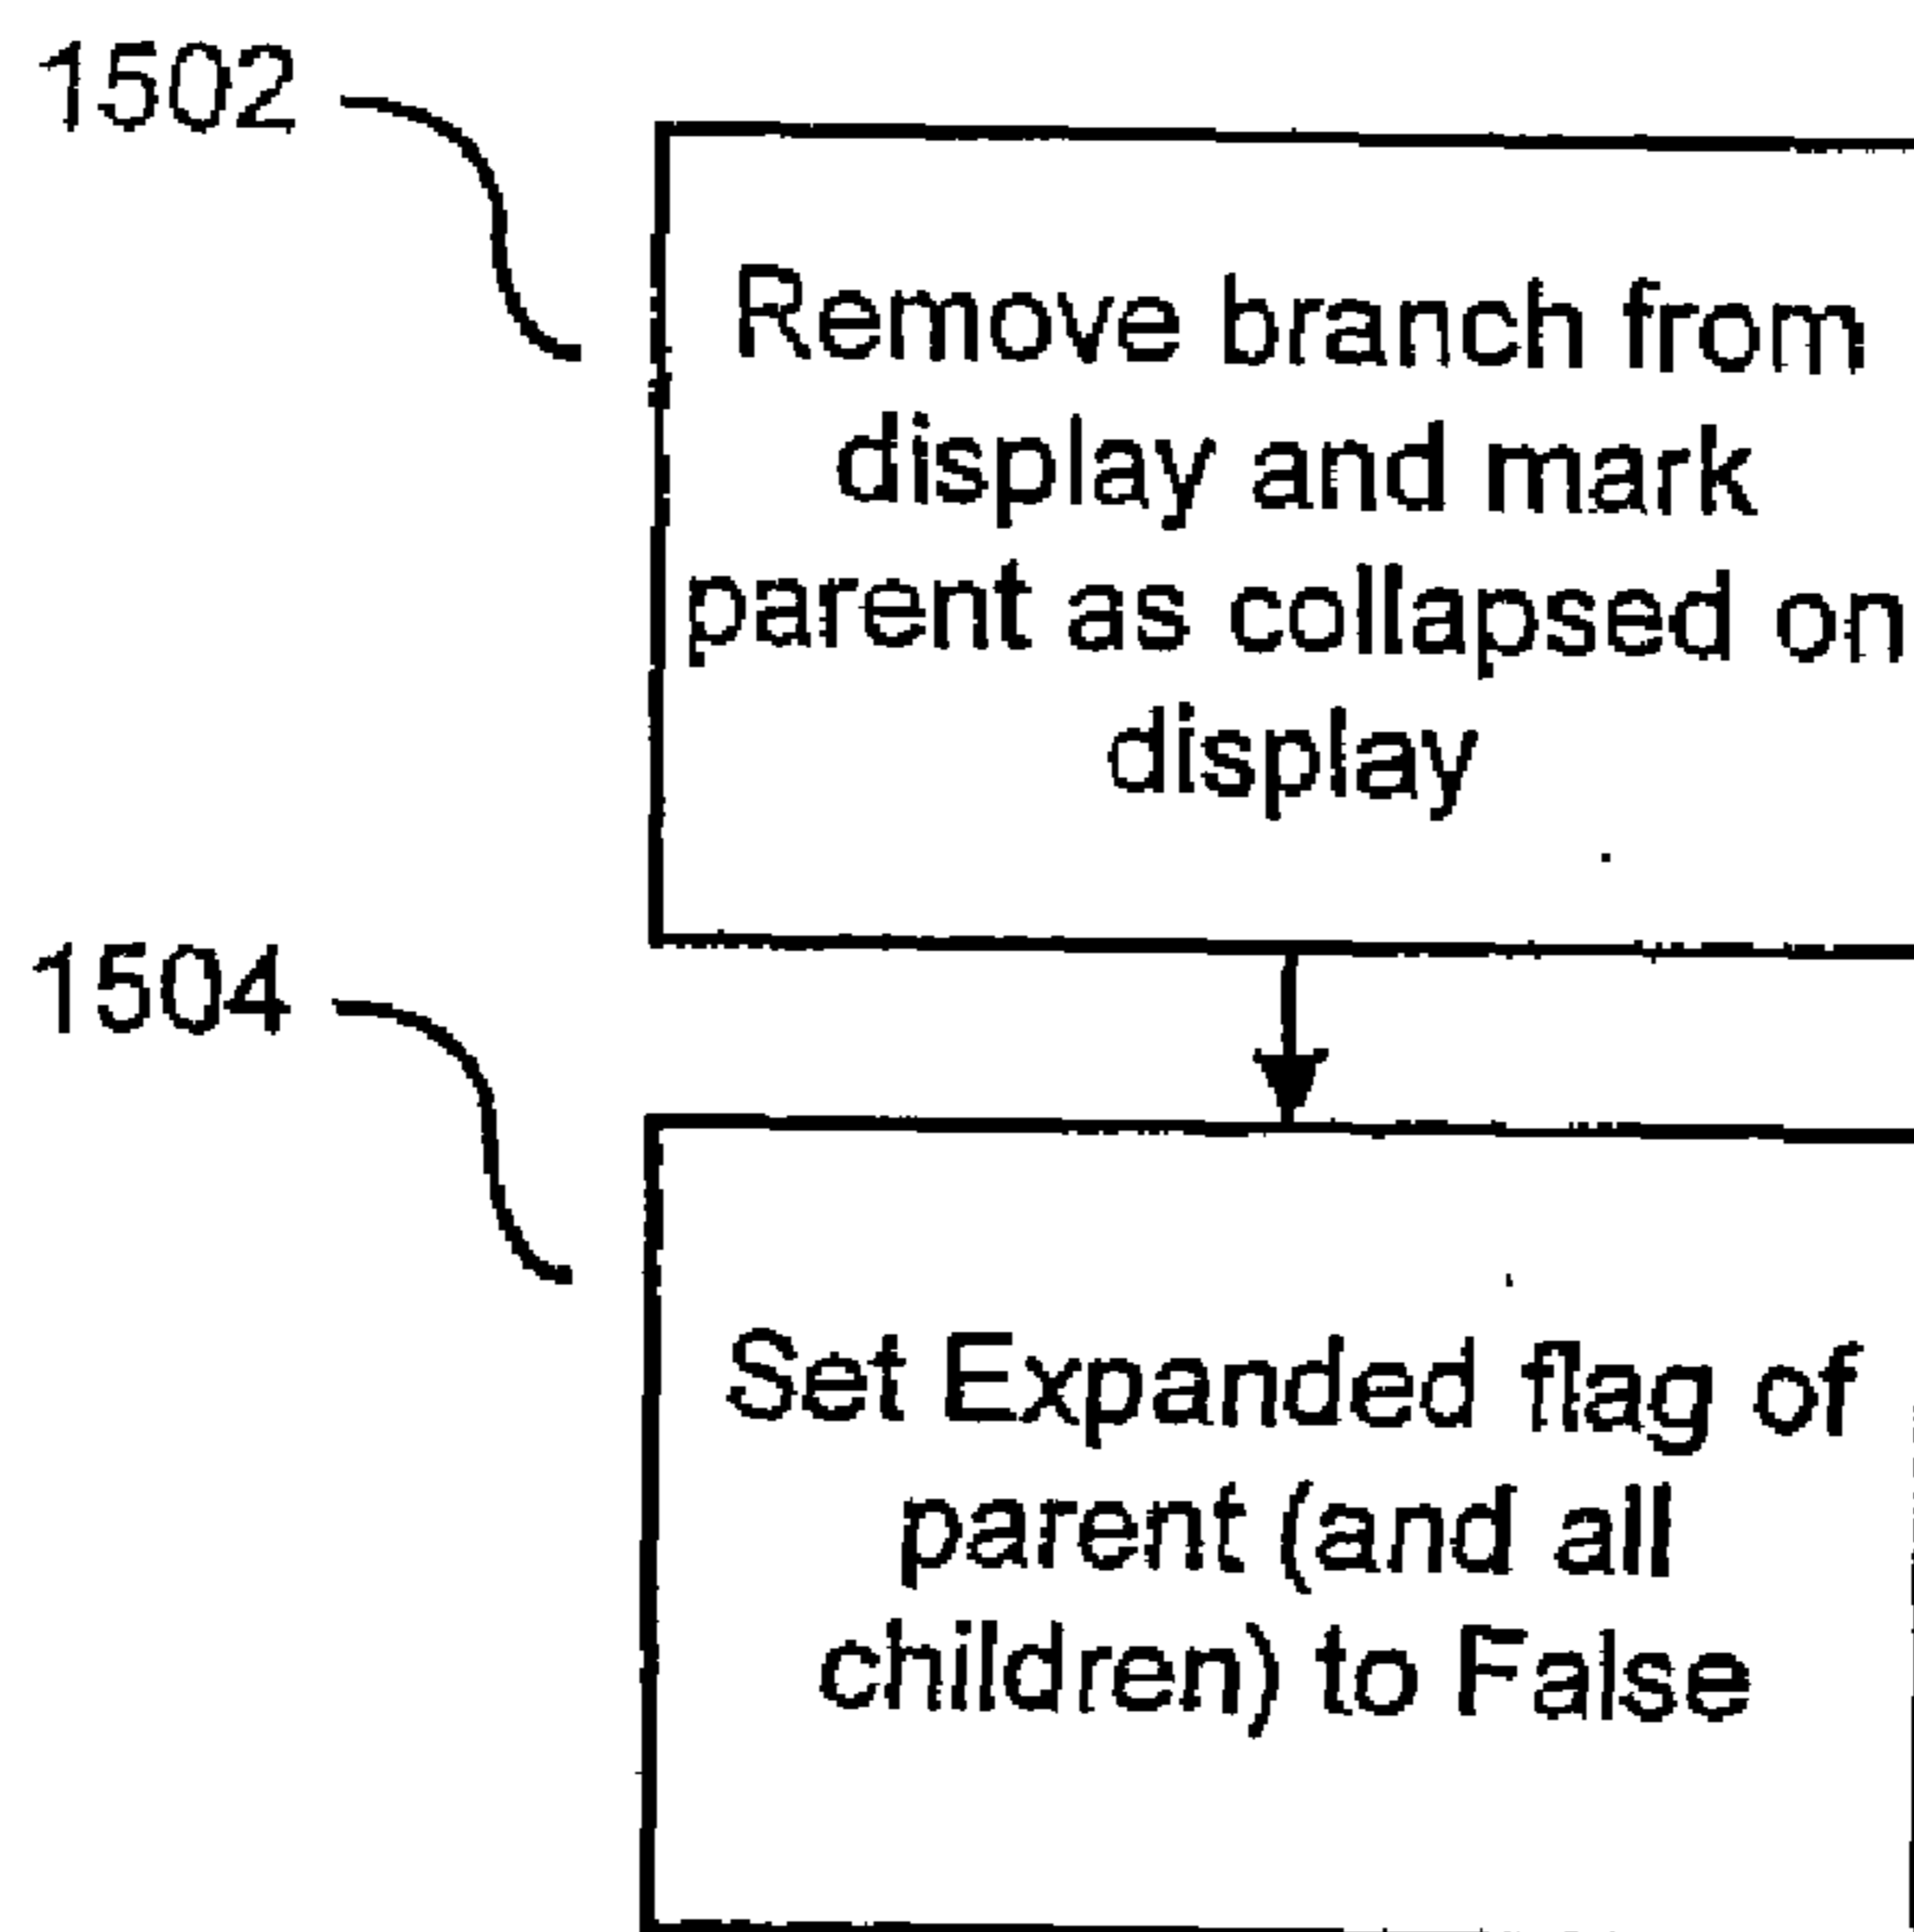 1502
Remove branch from
display and mark
parent as collapsed on
display
1504
Set Expanded flag of
parent (and all
children) to False